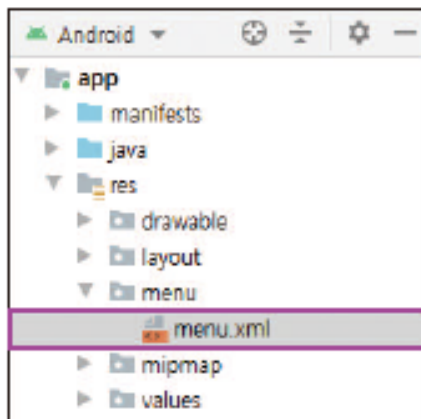 Android
app
manifests
java
res
drawable
layout
menu
menu.xml
mipmap
values